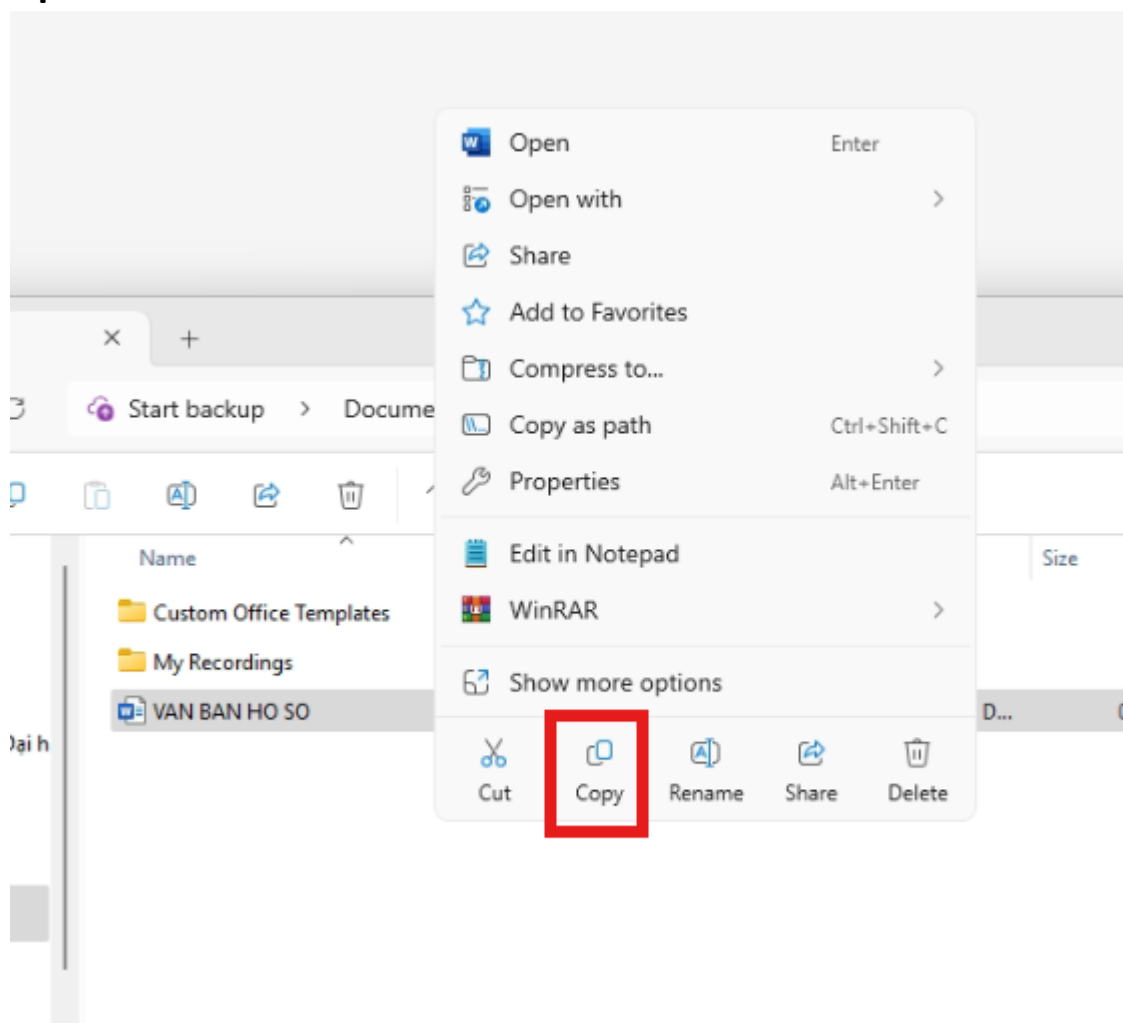 Open Enter
Open with
Share
Add to Favorites
Compress to...
Copy as path Ctrl+Shift+C
Properties Alt+Enter
Edit in Notepad
WinRAR
Show more options
Cut Copy Rename Share Delete
Start backup > Docume
Name Size
Custom Office Templates
My Recordings
VAN BAN HO SO D...
Đại h